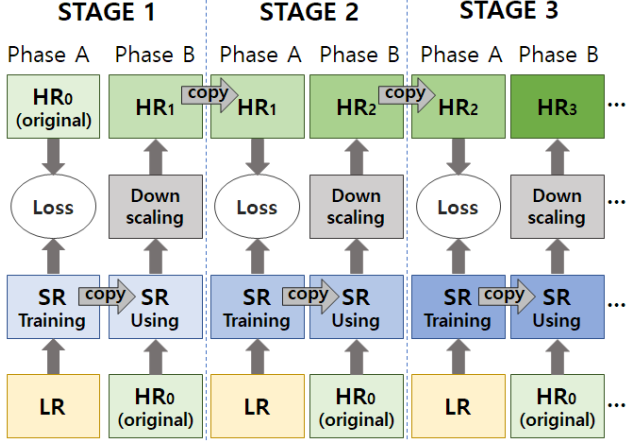 STAGE 1 STAGE 2 STAGE 3
Phase A Phase B Phase A Phase B Phase A Phase B
HR₀ (original) HR₁ copy HR₁ HR₂ copy HR₂ HR₃ ...
Loss Down scaling Loss Down scaling Loss Down scaling ...
SR Training copy SR Using SR Training copy SR Using SR Training copy SR Using ...
LR HR₀ (original) LR HR₀ (original) LR HR₀ (original) ...